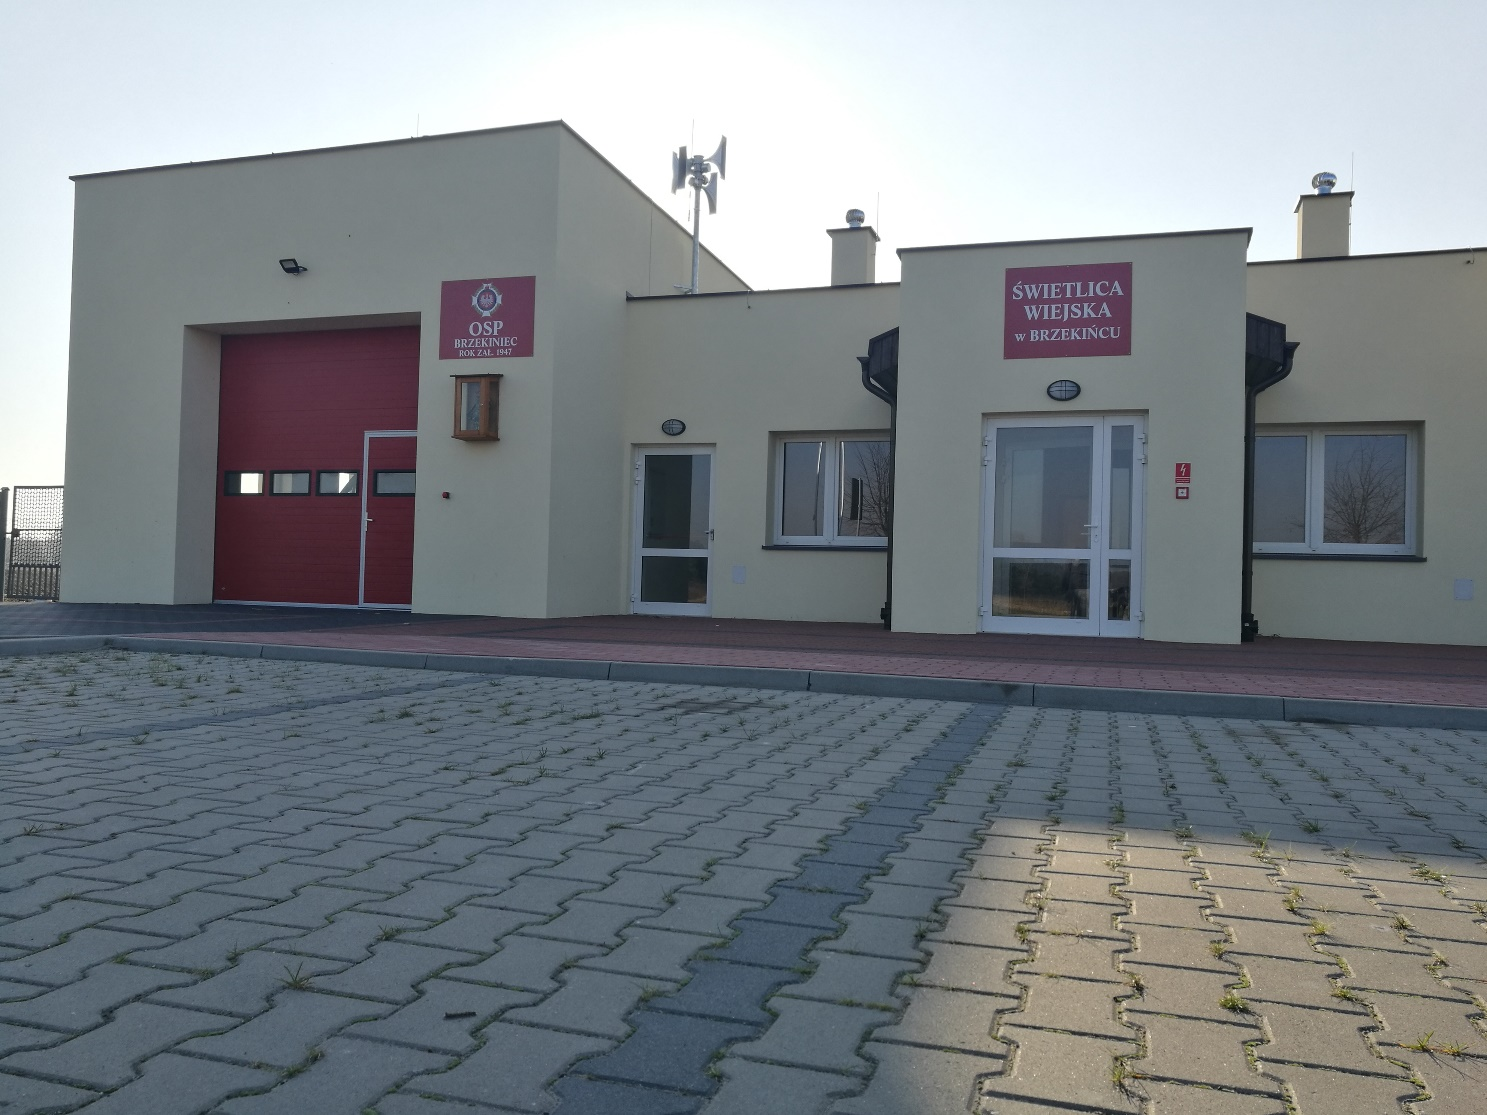 OSP
BRZEKINIEC
ROK ZAŁ. 1947
ŚWIETLICA
WIEJSKA
w BRZEKIŃCU